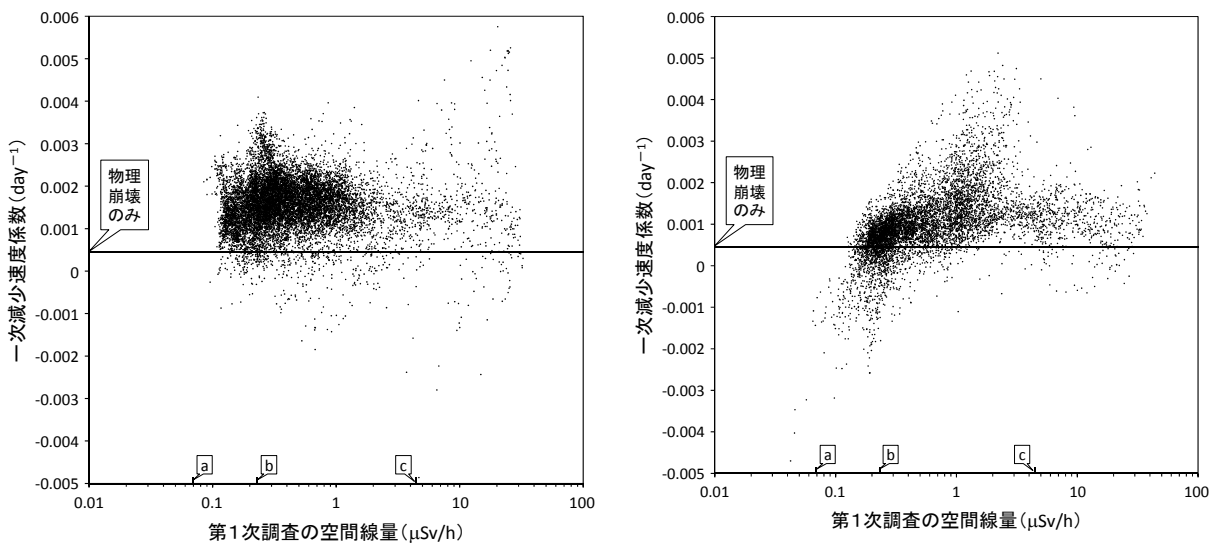 0.006
0.005
0.004
0.003
0.002
0.001
0
-0.001
-0.002
-0.003
-0.004
-0.005
一次減少速度係数(day⁻¹)
物理
崩壊
のみ
a
b
c
0.01
0.1
1
10
100
第1次調査の空間線量(μSv/h)
0.006
0.005
0.004
0.003
0.002
0.001
0
-0.001
-0.002
-0.003
-0.004
-0.005
一次減少速度係数(day⁻¹)
物理
崩壊
のみ
a
b
c
0.01
0.1
1
10
100
第1次調査の空間線量(μSv/h)